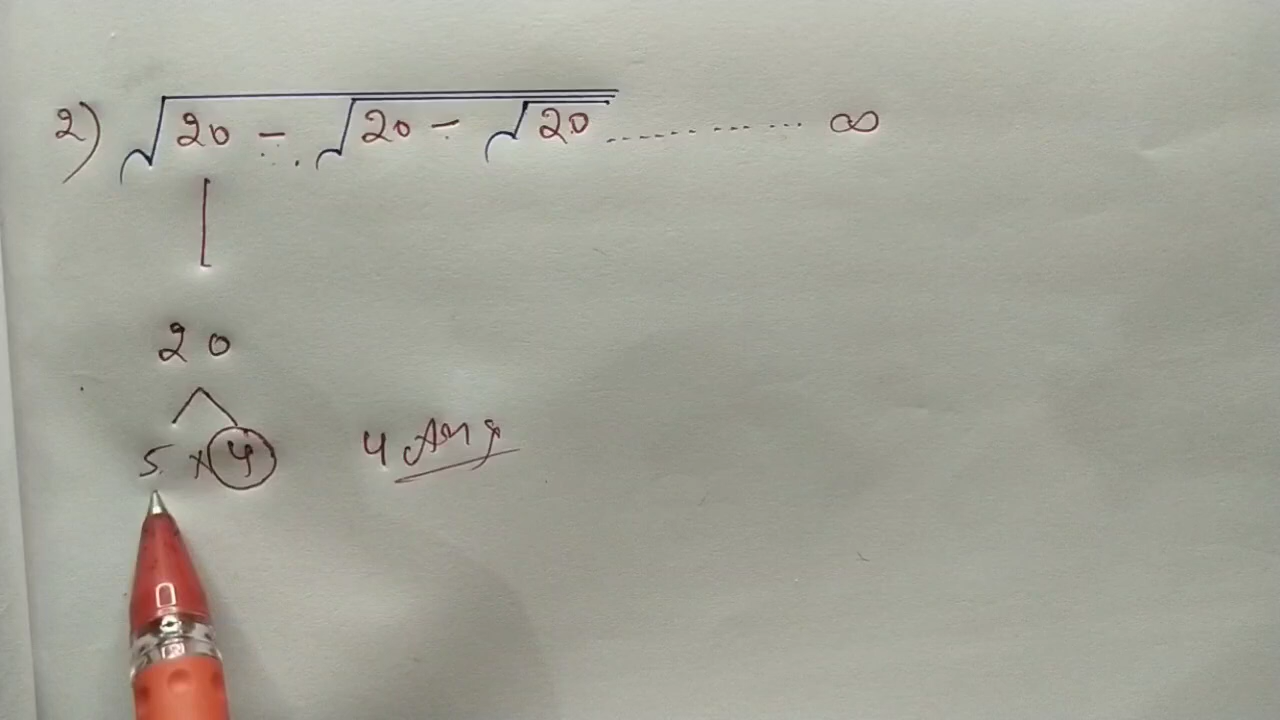 2) √20 - √20 - √20 ............ ∞
20
5 × 4 4 Ans